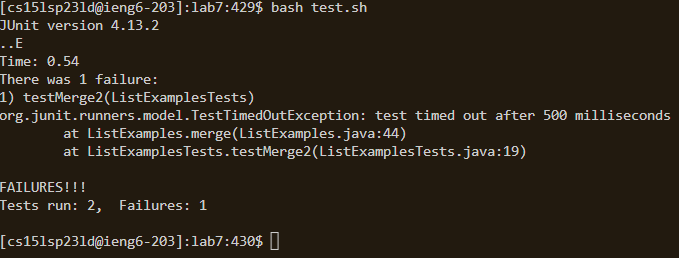 [cs15lsp23ld@ieng6-203]:lab7:429$ bash test.sh
JUnit version 4.13.2
..E
Time: 0.54
There was 1 failure:
1) testMerge2(ListExamplesTests)
org.junit.runners.model.TestTimedOutException: test timed out after 500 milliseconds
        at ListExamples.merge(ListExamples.java:44)
        at ListExamplesTests.testMerge2(ListExamplesTests.java:19)
FAILURES!!!
Tests run: 2,  Failures: 1
[cs15lsp23ld@ieng6-203]:lab7:430$